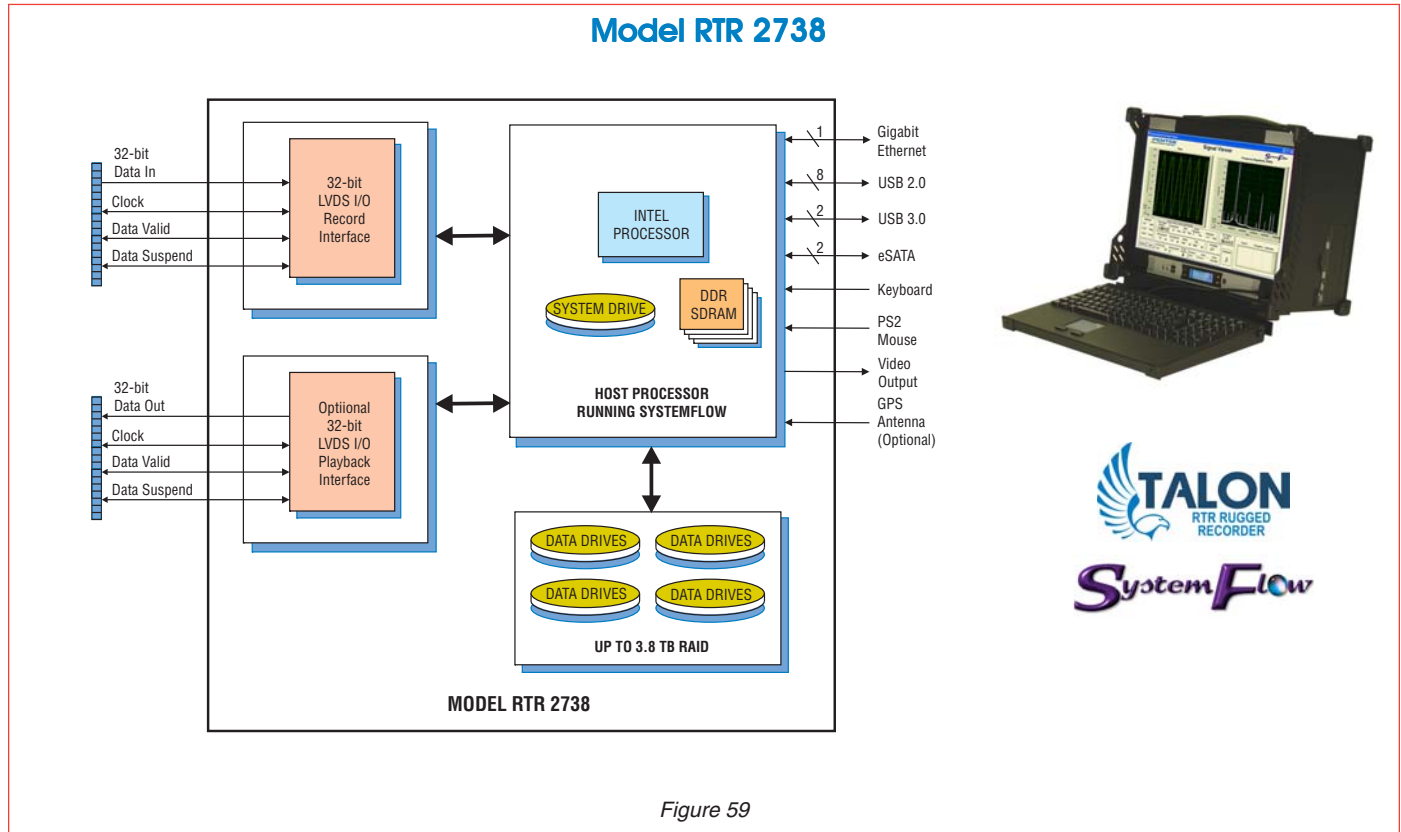 Model RTR 2738
32-bit
Data In
Clock
Data Valid
Data Suspend
32-bit
LVDS I/O
Record
Interface
32-bit
Data Out
Clock
Data Valid
Data Suspend
Optiional
32-bit
LVDS I/O
Playback
Interface
INTEL
PROCESSOR
SYSTEM DRIVE
DDR
SDRAM
HOST PROCESSOR
RUNNING SYSTEMFLOW
1
Gigabit
Ethernet
8
USB 2.0
2
USB 3.0
2
eSATA
Keyboard
PS2
Mouse
Video
Output
GPS
Antenna
(Optional)
DATA DRIVES
DATA DRIVES
DATA DRIVES
DATA DRIVES
UP TO 3.8 TB RAID
MODEL RTR 2738
PENTEK
Signal Viewer
SystemFlow
TALON
RTR RUGGED
RECORDER
SystemFlow
Figure 59